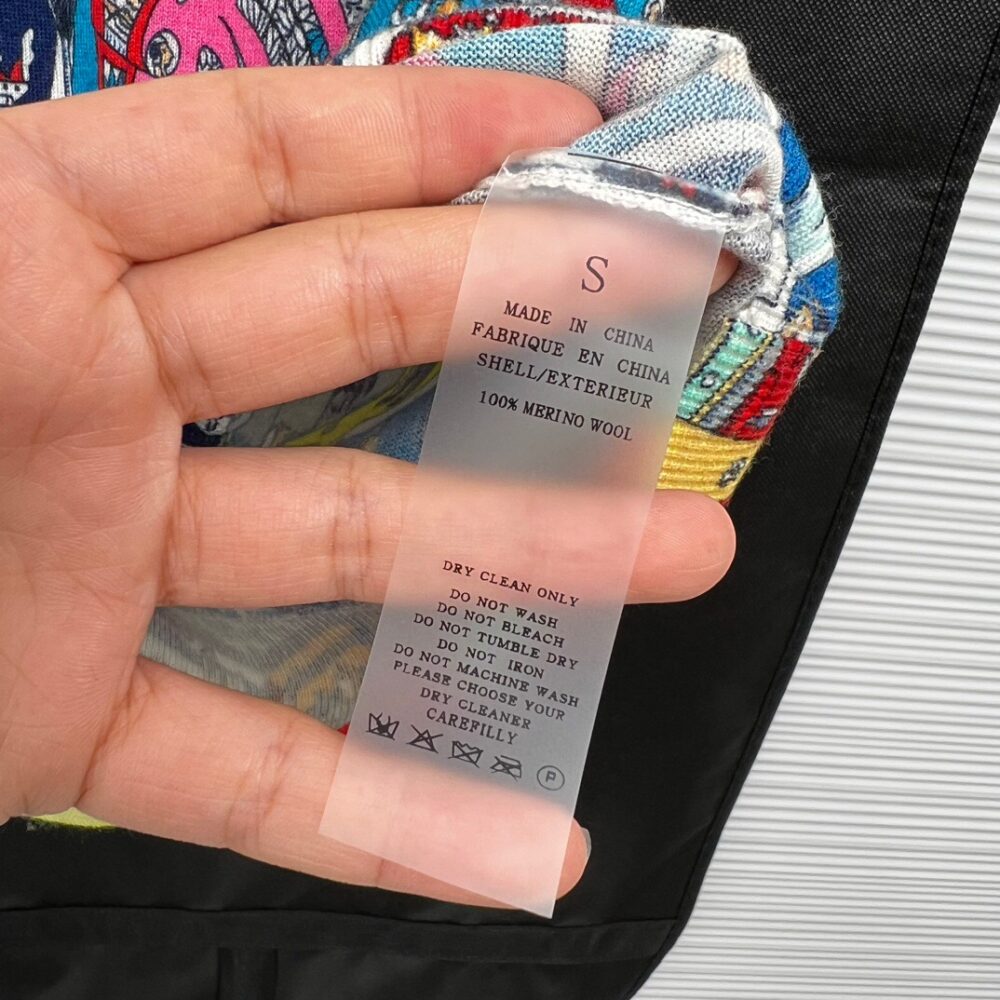 S
MADE IN CHINA
FABRIQUE EN CHINA
SHELL/EXTERIEUR
100% MERINO WOOL
DRY CLEAN ONLY
DO NOT WASH
DO NOT BLEACH
DO NOT TUMBLE DRY
DO NOT IRON
DO NOT MACHINE WASH
PLEASE CHOOSE YOUR
DRY CLEANER
CAREFILLY
P